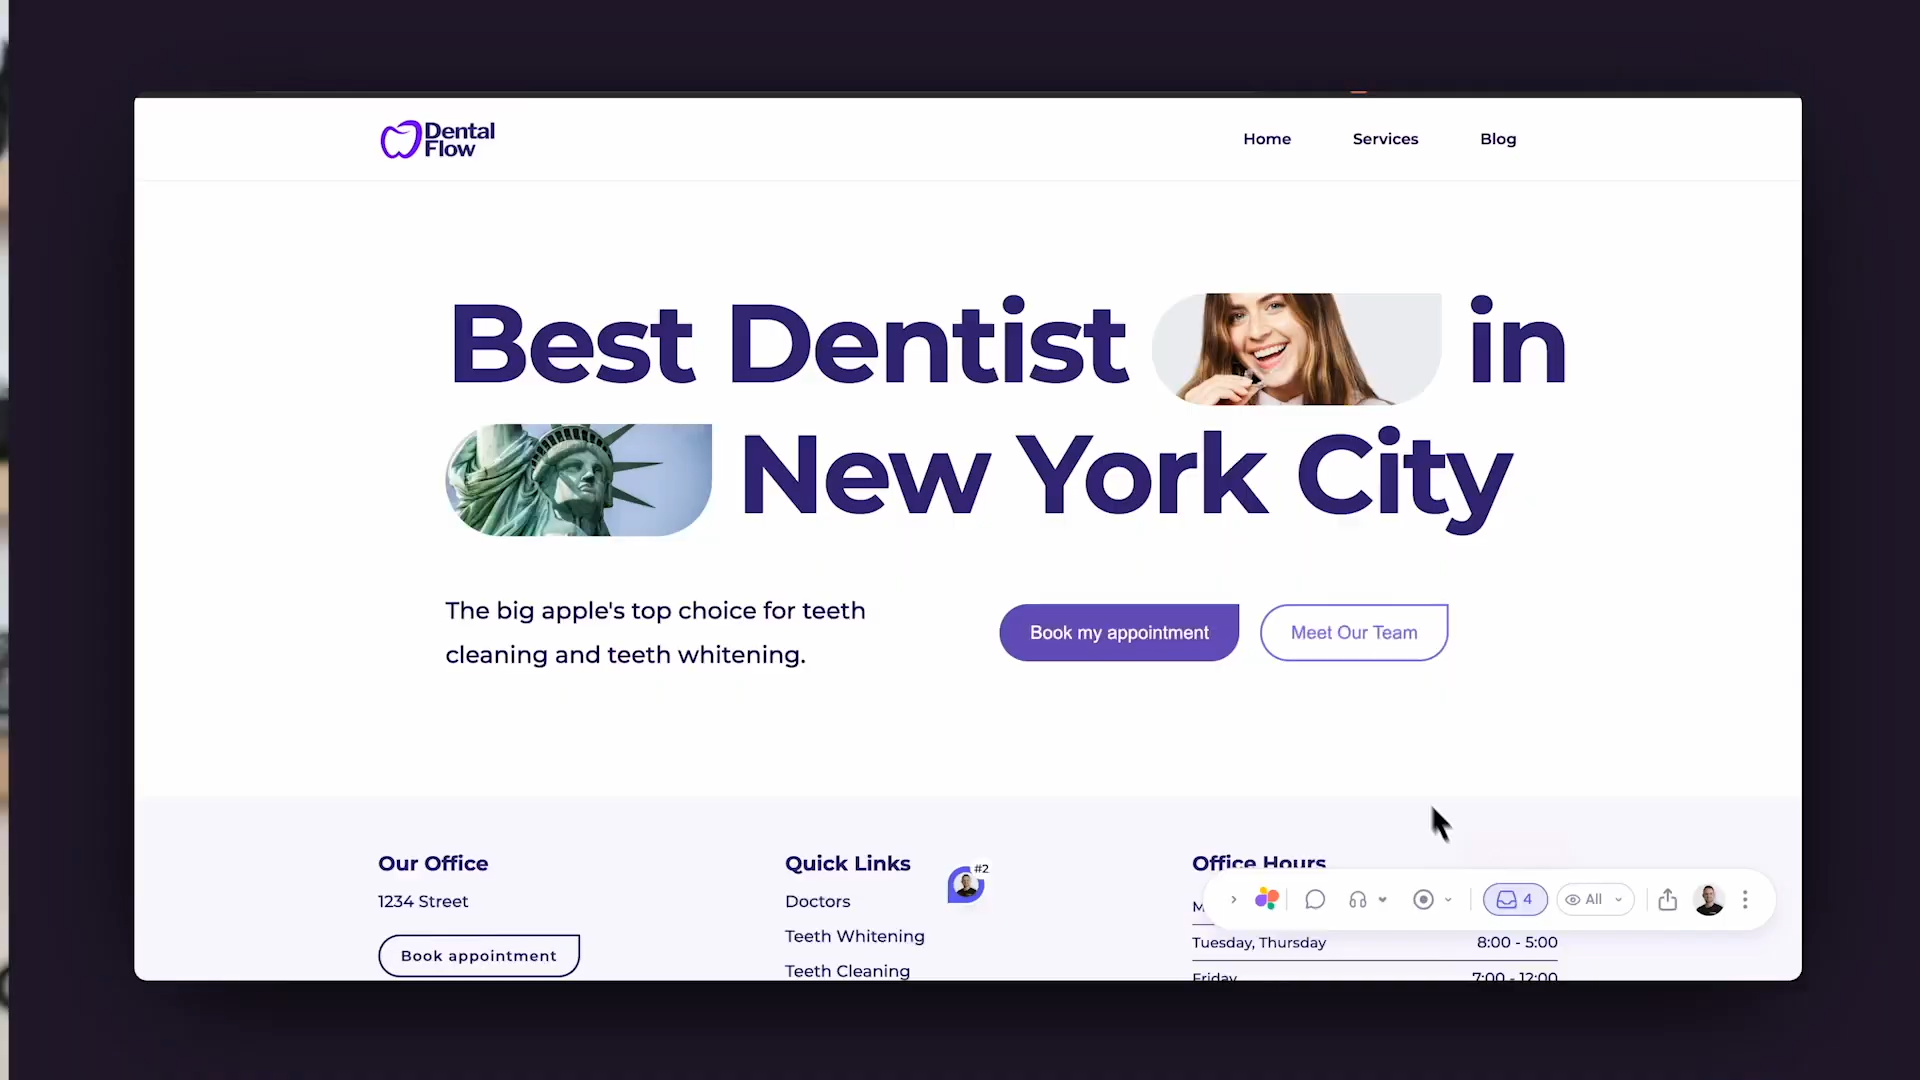 Dental
Flow
Home
Services
Blog
Best Dentist in
New York City
The big apple's top choice for teeth
cleaning and teeth whitening.
Book my appointment
Meet Our Team
Our Office
1234 Street
Book appointment
Quick Links
#2
Doctors
Teeth Whitening
Teeth Cleaning
Office Hours
4
All
Tuesday, Thursday 8:00 - 5:00
Friday 7:00 - 12:00